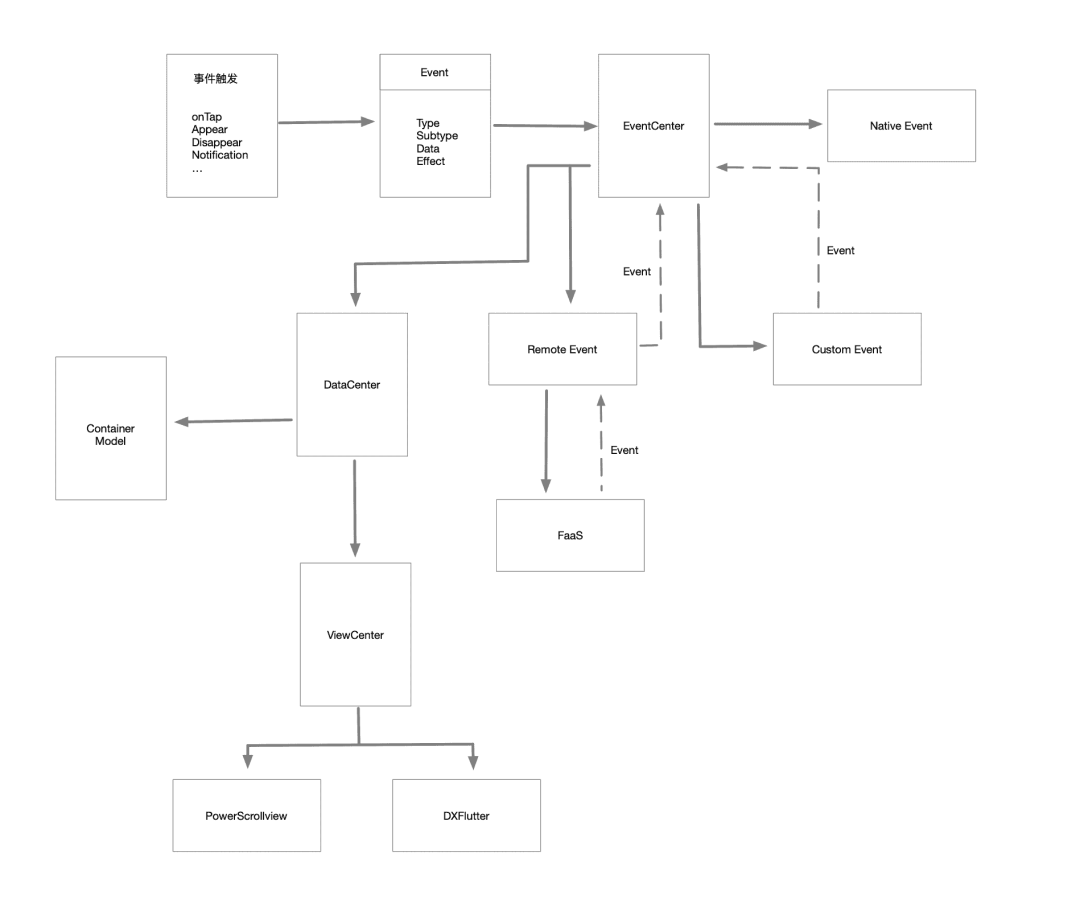 事件触发
onTap
Appear
Disappear
Notification
...
Event
Type
Subtype
Data
Effect
EventCenter
Native Event
Event
Event
DataCenter
Remote Event
Custom Event
Container
Model
Event
FaaS
ViewCenter
PowerScrollview
DXFlutter